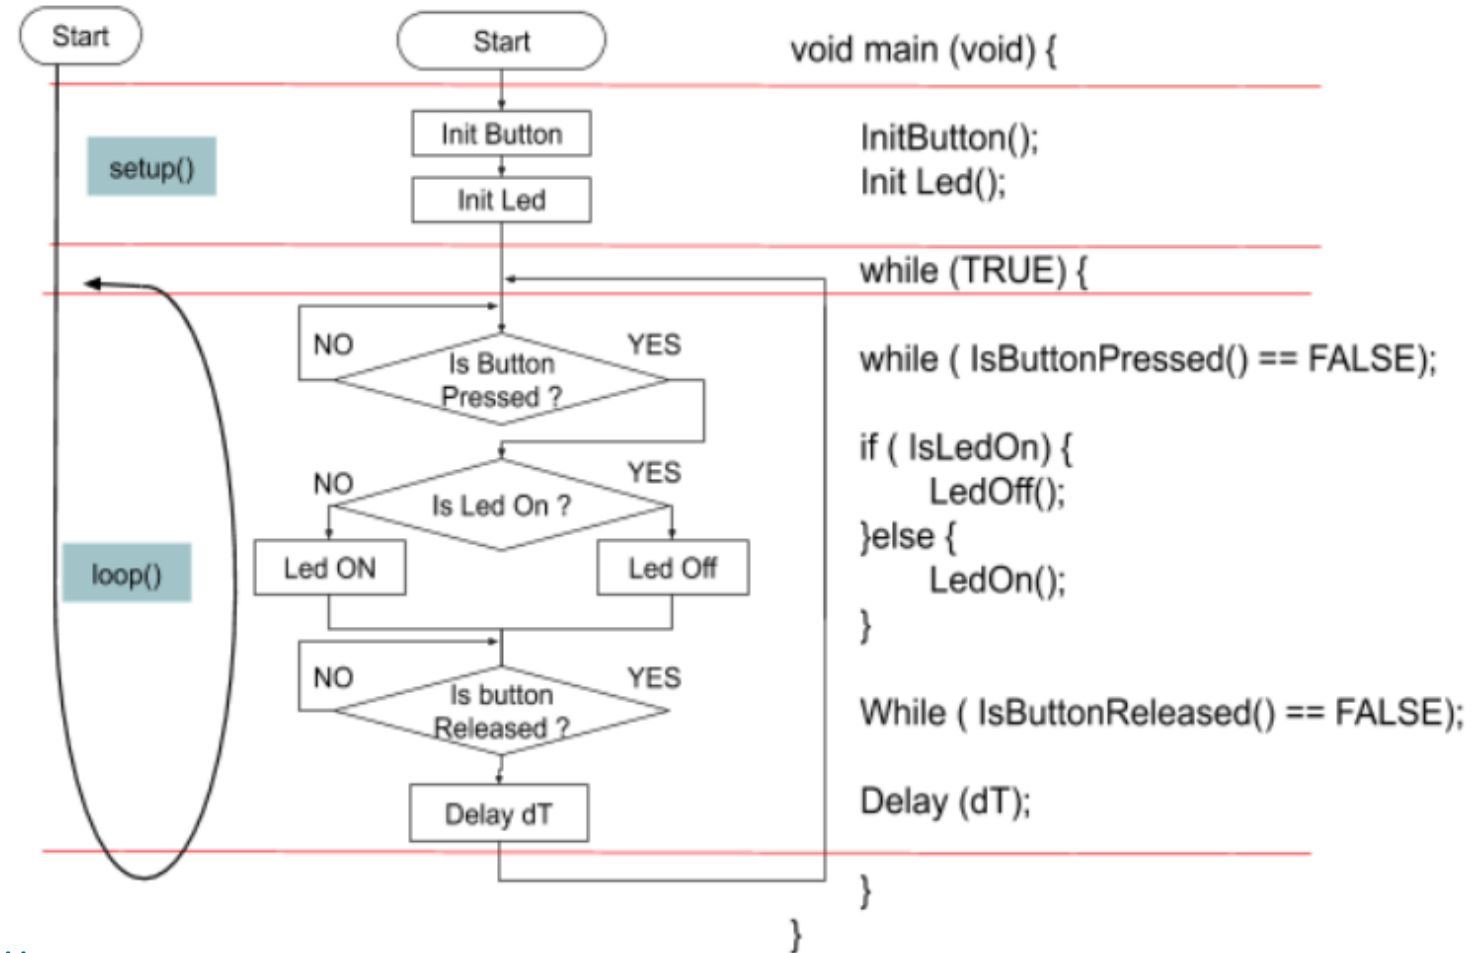 Start
setup()
loop()
Start
Init Button
Init Led
NO
YES
Is Button
Pressed ?
NO
YES
Is Led On ?
Led ON
Led Off
NO
YES
Is button
Released ?
Delay dT
void main (void) {
InitButton();
Init Led();
while (TRUE) {
while ( IsButtonPressed() == FALSE);
if ( IsLedOn) {
LedOff();
}else {
LedOn();
}
While ( IsButtonReleased() == FALSE);
Delay (dT);
}
}